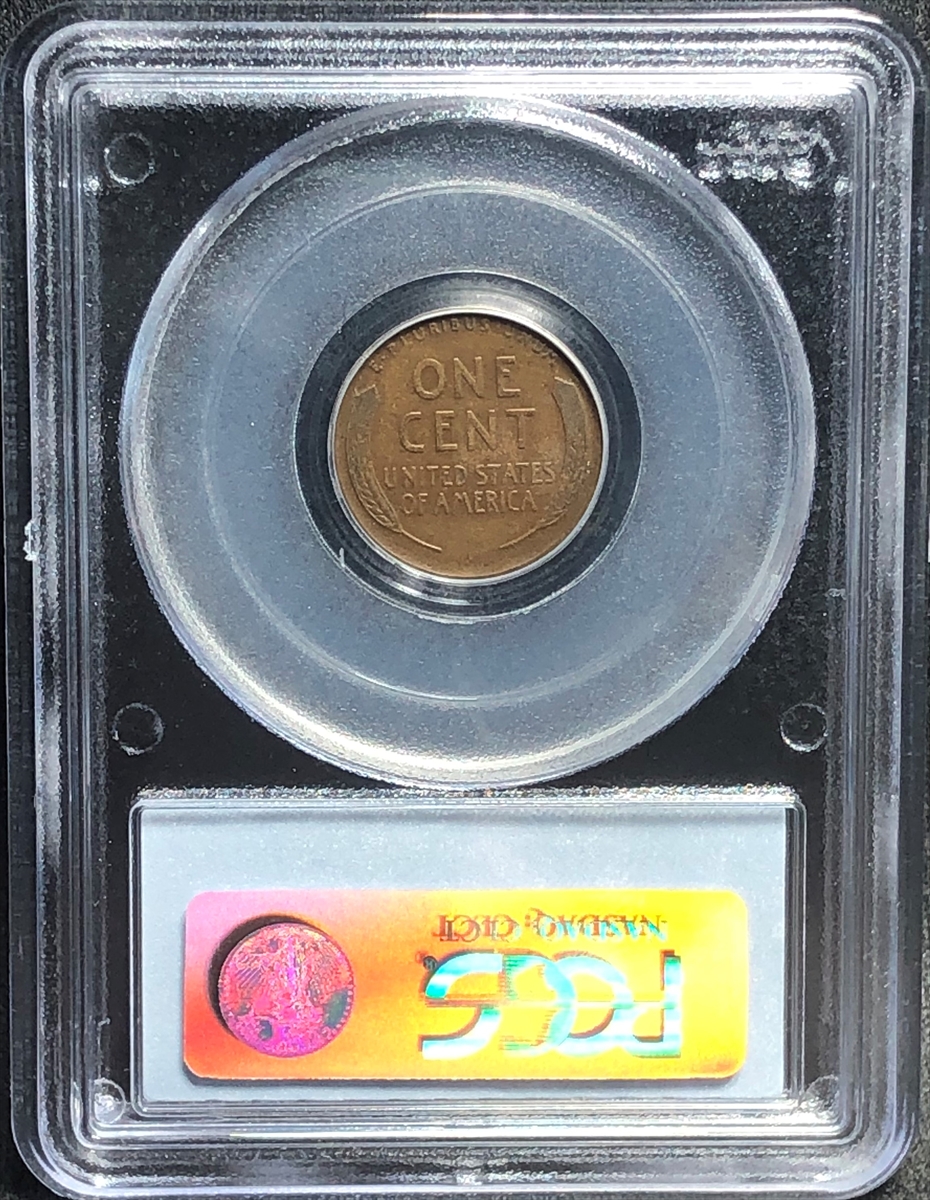 E·PLURIBUS·UNUM
ONE
CENT
UNITED STATES
OF AMERICA
NASDAQ: CLCT
PCGS®